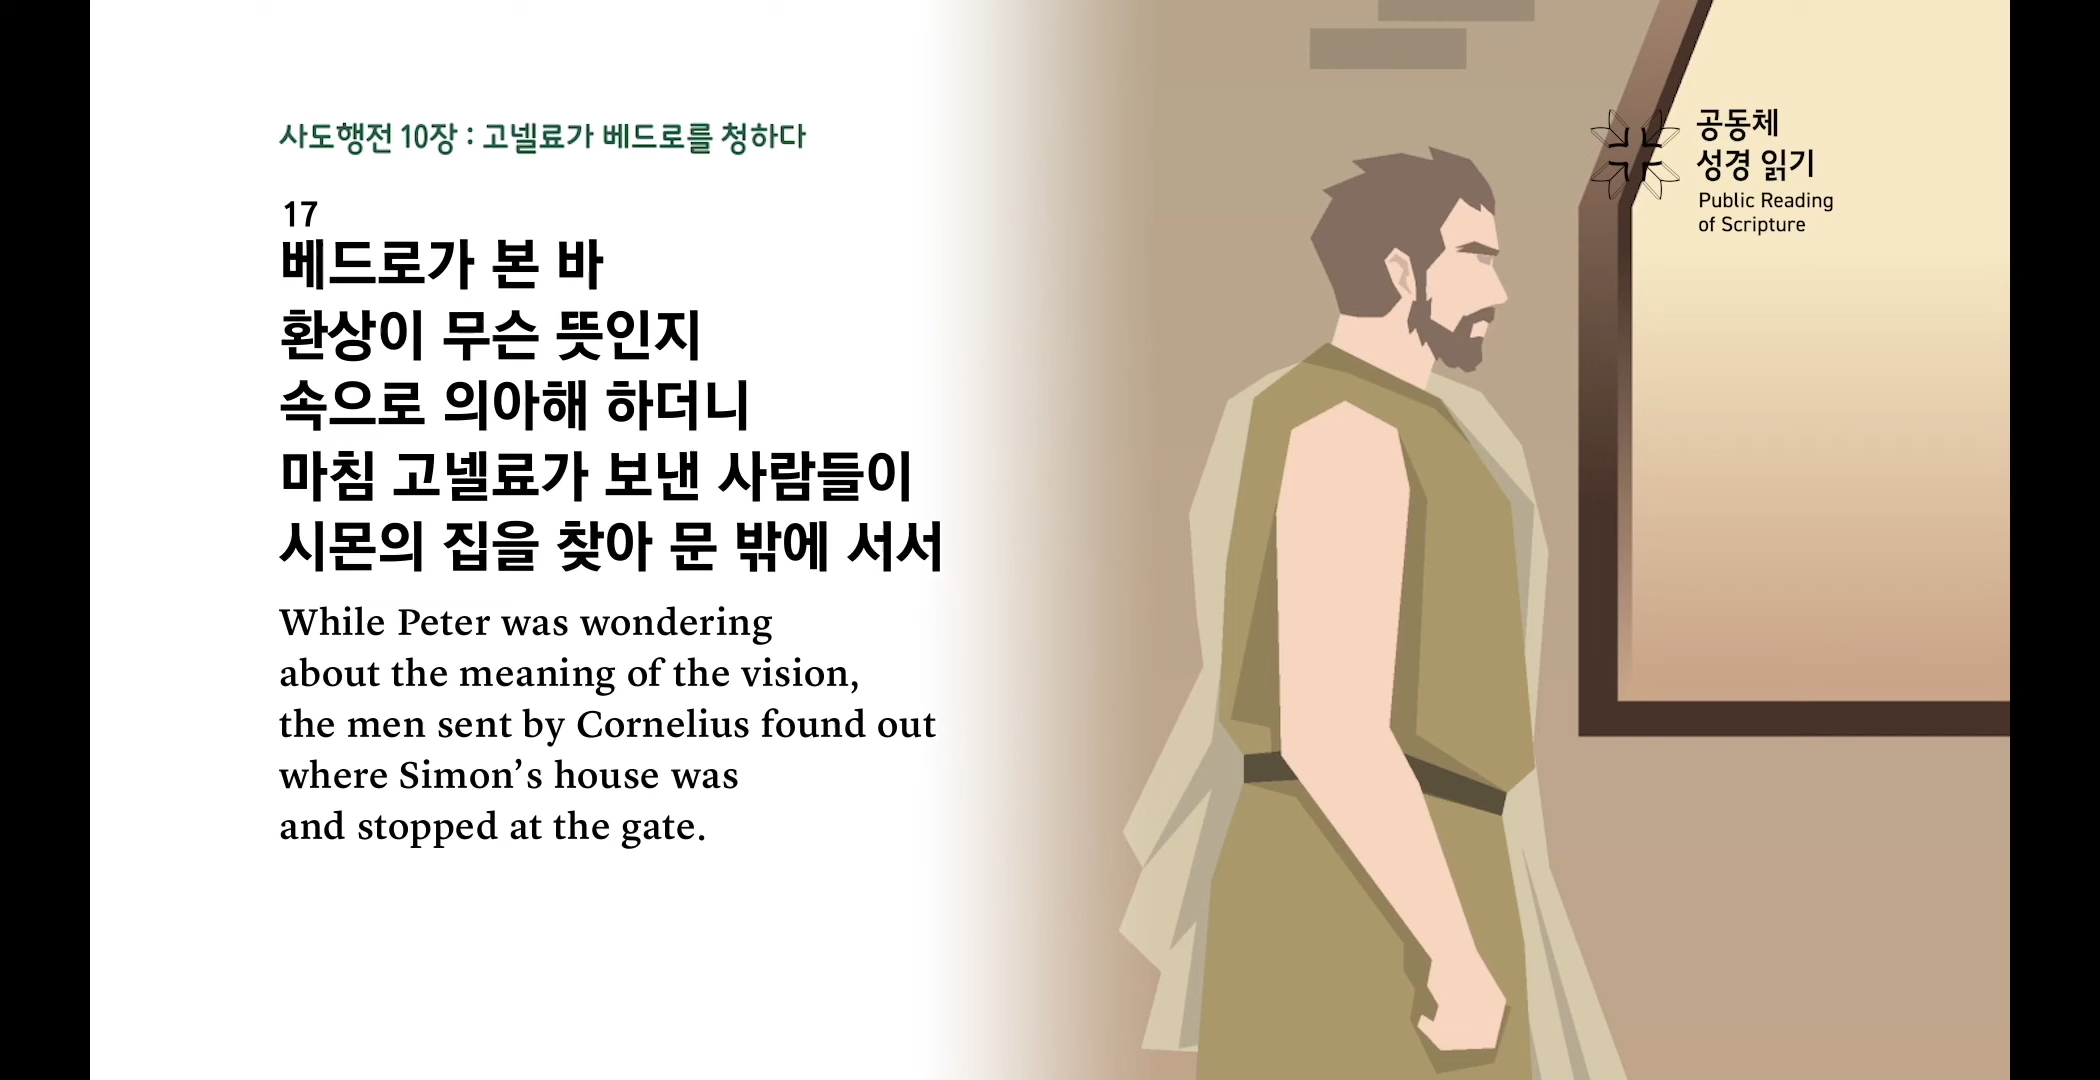 사도행전 10장 : 고넬료가 베드로를 청하다
17
베드로가 본 바
환상이 무슨 뜻인지
속으로 의아해 하더니
마침 고넬료가 보낸 사람들이
시몬의 집을 찾아 문 밖에 서서
While Peter was wondering
about the meaning of the vision,
the men sent by Cornelius found out
where Simon’s house was
and stopped at the gate.
공동체
성경 읽기
Public Reading
of Scripture